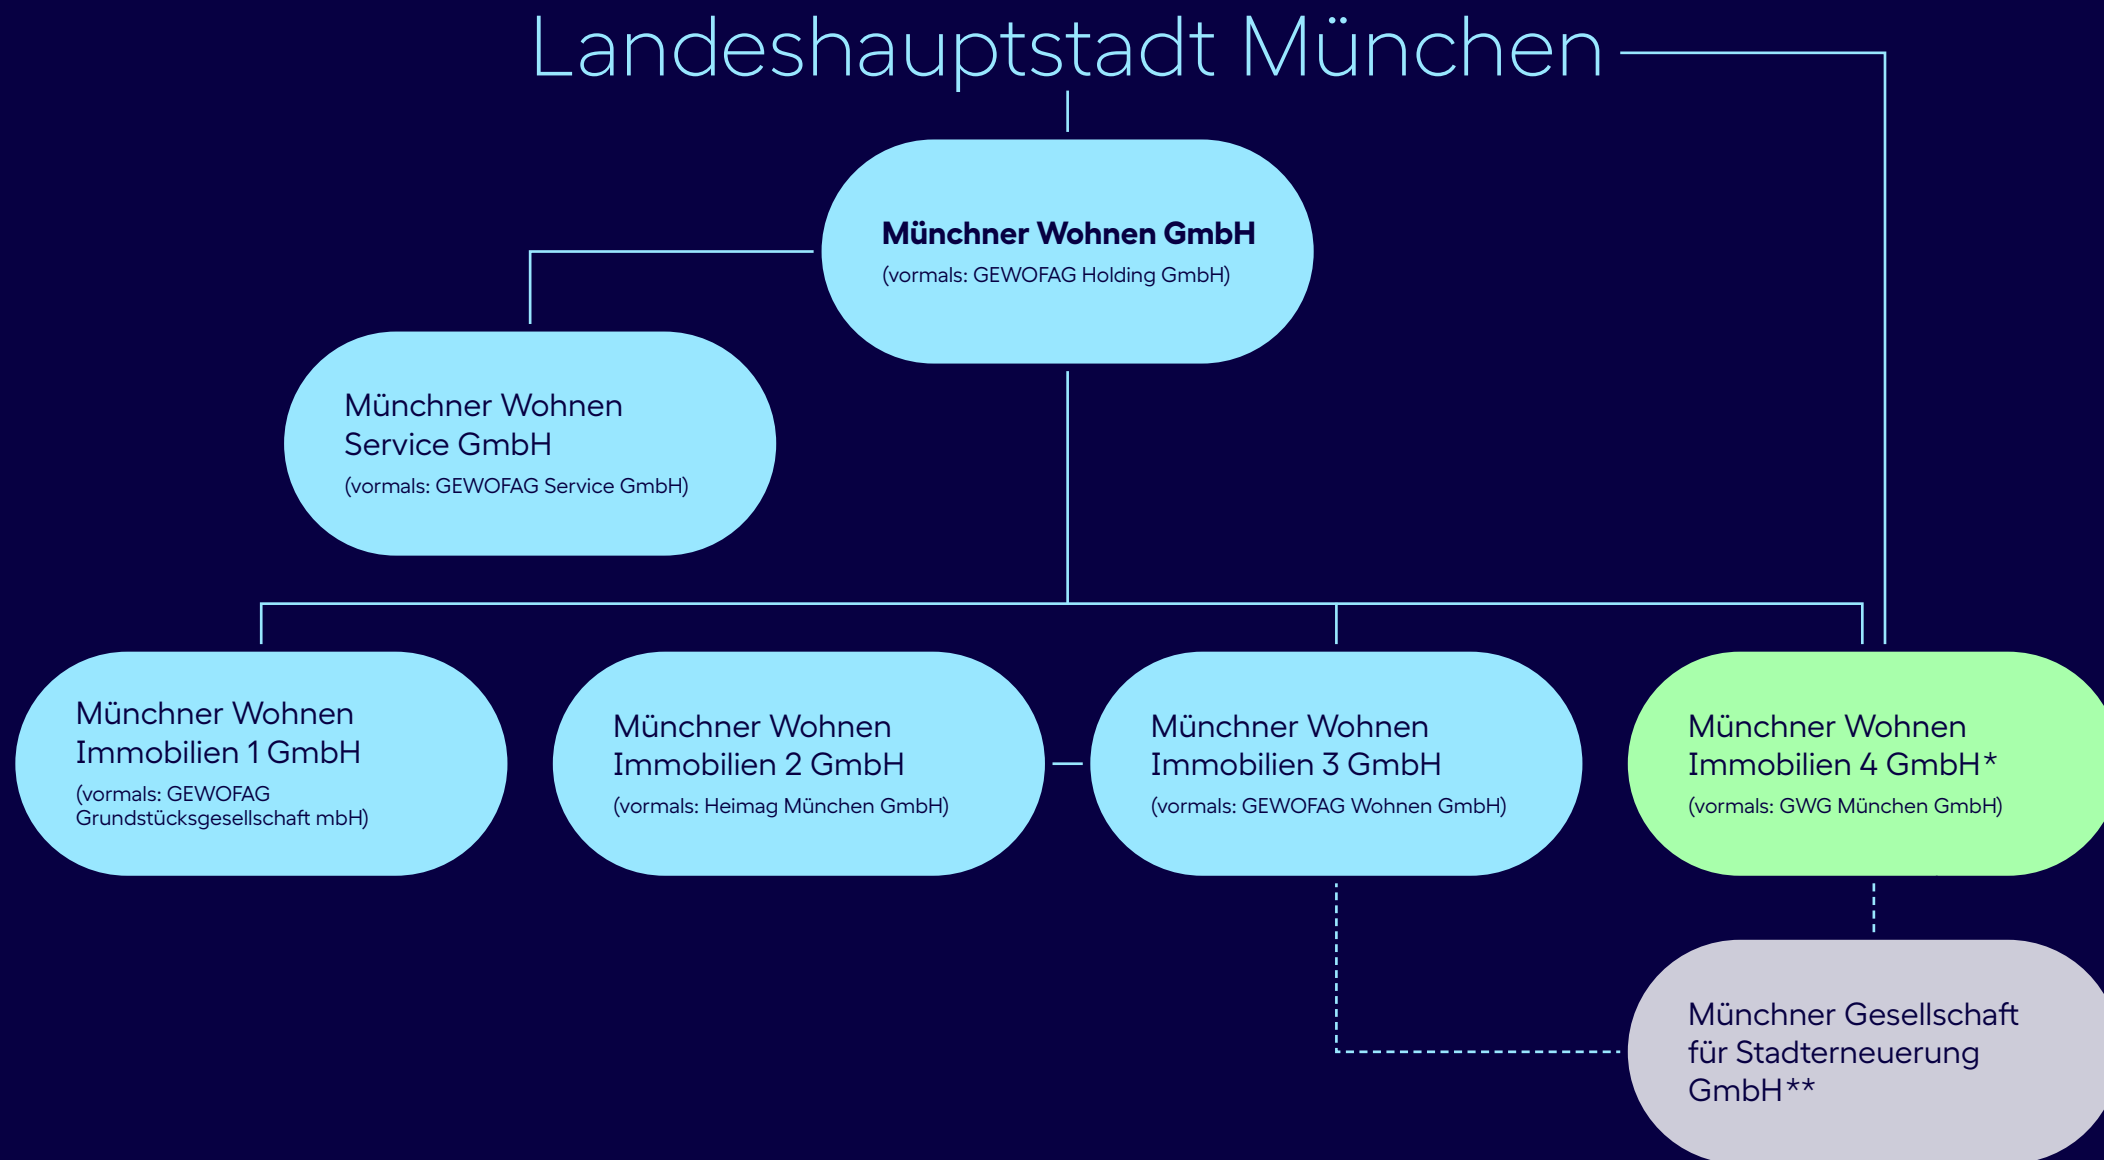 Landeshauptstadt München
Münchner Wohnen GmbH
(vormals: GEWOFAG Holding GmbH)
Münchner Wohnen
Service GmbH
(vormals: GEWOFAG Service GmbH)
Münchner Wohnen
Immobilien 1 GmbH
(vormals: GEWOFAG
Grundstücksgesellschaft mbH)
Münchner Wohnen
Immobilien 2 GmbH
(vormals: Heimag München GmbH)
Münchner Wohnen
Immobilien 3 GmbH
(vormals: GEWOFAG Wohnen GmbH)
Münchner Wohnen
Immobilien 4 GmbH*
(vormals: GWG München GmbH)
Münchner Gesellschaft
für Stadterneuerung
GmbH**